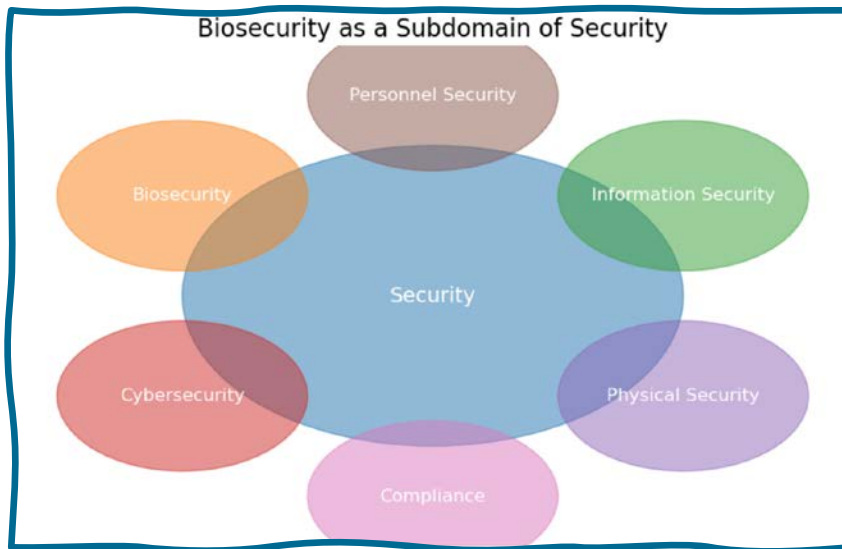 Biosecurity as a Subdomain of Security
Personnel Security
Biosecurity
Information Security
Security
Cybersecurity
Physical Security
Compliance